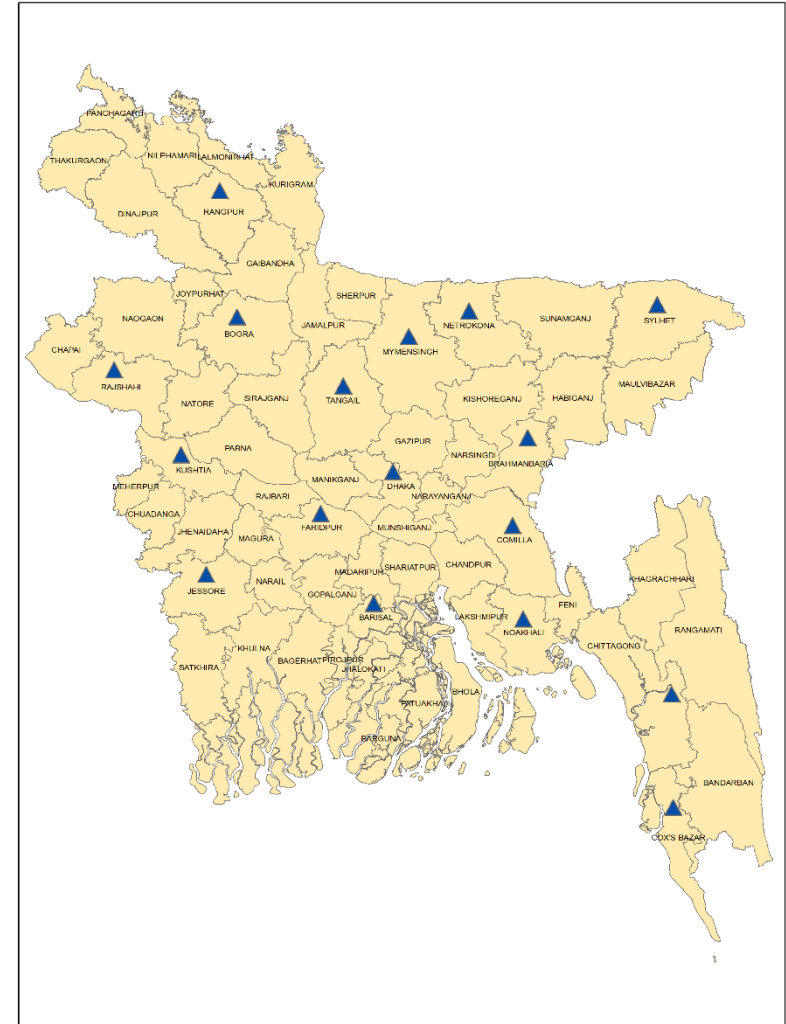 PANCHAGARH
THAKURGAON
NILPHAMARI
LALMONIRHAT
KURIGRAM
DINAJPUR
RANGPUR
GAIBANDHA
JOYPURHAT
SHERPUR
NAOGAON
BOGRA
JAMALPUR
NETROKONA
SUNAMGANJ
SYLHET
CHAPAI
MYMENSINGH
RAJSHAHI
MAULVIBAZAR
NATORE
SIRAJGANJ
TANGAIL
KISHOREGANJ
HABIGANJ
GAZIPUR
PABNA
NARSINGDI
BRAHMANBARIA
KUSHTIA
MANIKGANJ
DHAKA
MEHERPUR
RAJBARI
NARAYANGANJ
CHUADANGA
JHENAIDAHA
FARIDPUR
MUNSHIGANJ
MAGURA
COMILLA
MADARIPUR
SHARIATPUR
CHANDPUR
KHAGRACHHARI
JESSORE
NARAIL
GOPALGANJ
FENI
BARISAL
LAKSHMIPUR
NOAKHALI
RANGAMATI
KHULNA
CHITTAGONG
SATKHIRA
BAGERHAT
PIROJPUR
JHALOKATI
BHOLA
PATUAKHALI
BARGUNA
BANDARBAN
COX'S BAZAR
1